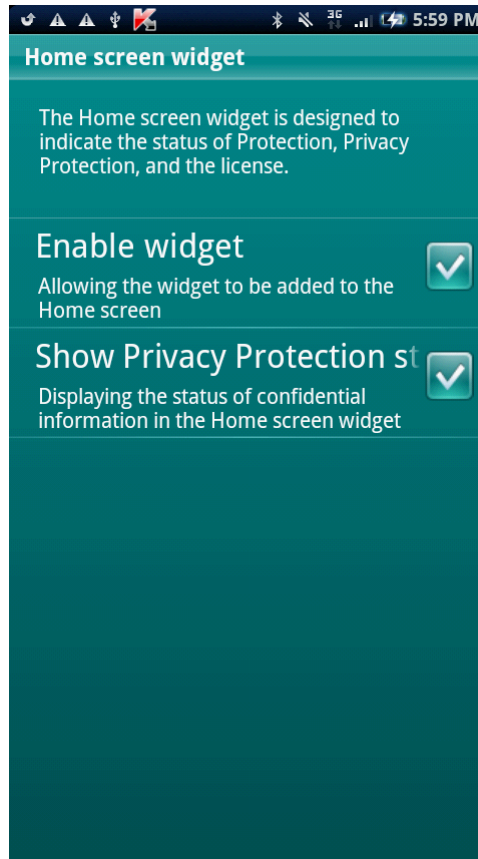 3G 5:59 PM
Home screen widget
The Home screen widget is designed to
indicate the status of Protection, Privacy
Protection, and the license.
Enable widget
Allowing the widget to be added to the
Home screen
Show Privacy Protection st
Displaying the status of confidential
information in the Home screen widget